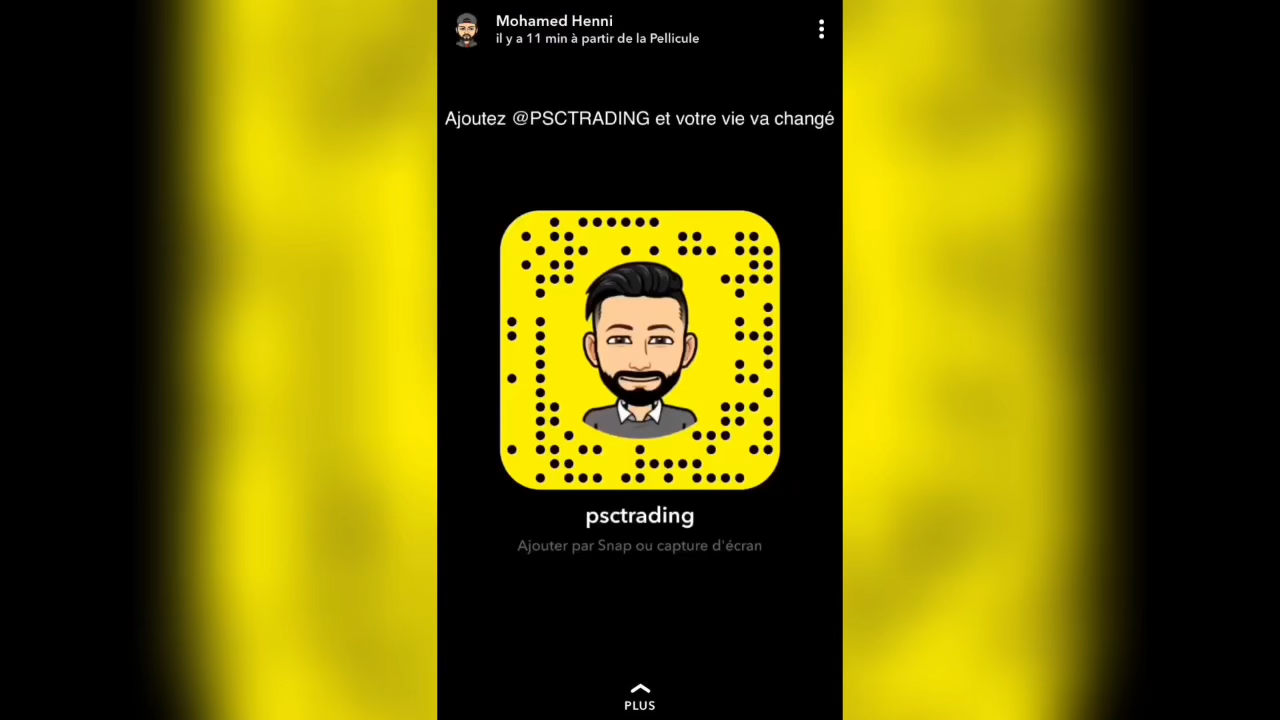 Mohamed Henni
il y a 11 min à partir de la Pellicule
Ajoutez @PSCTRADING et votre vie va changé
psctrading
Ajouter par Snap ou capture d'écran
PLUS